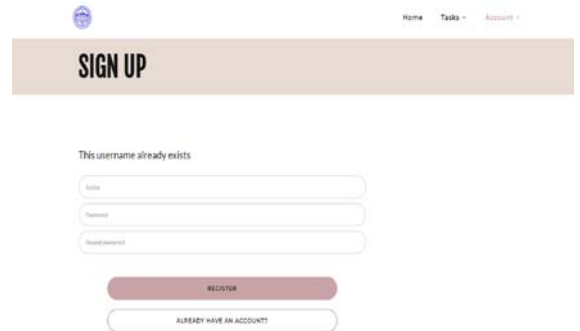 Home Tasks Account
SIGN UP
This username already exists
Password
Repeat password
REGISTER
ALREADY HAVE AN ACCOUNT?